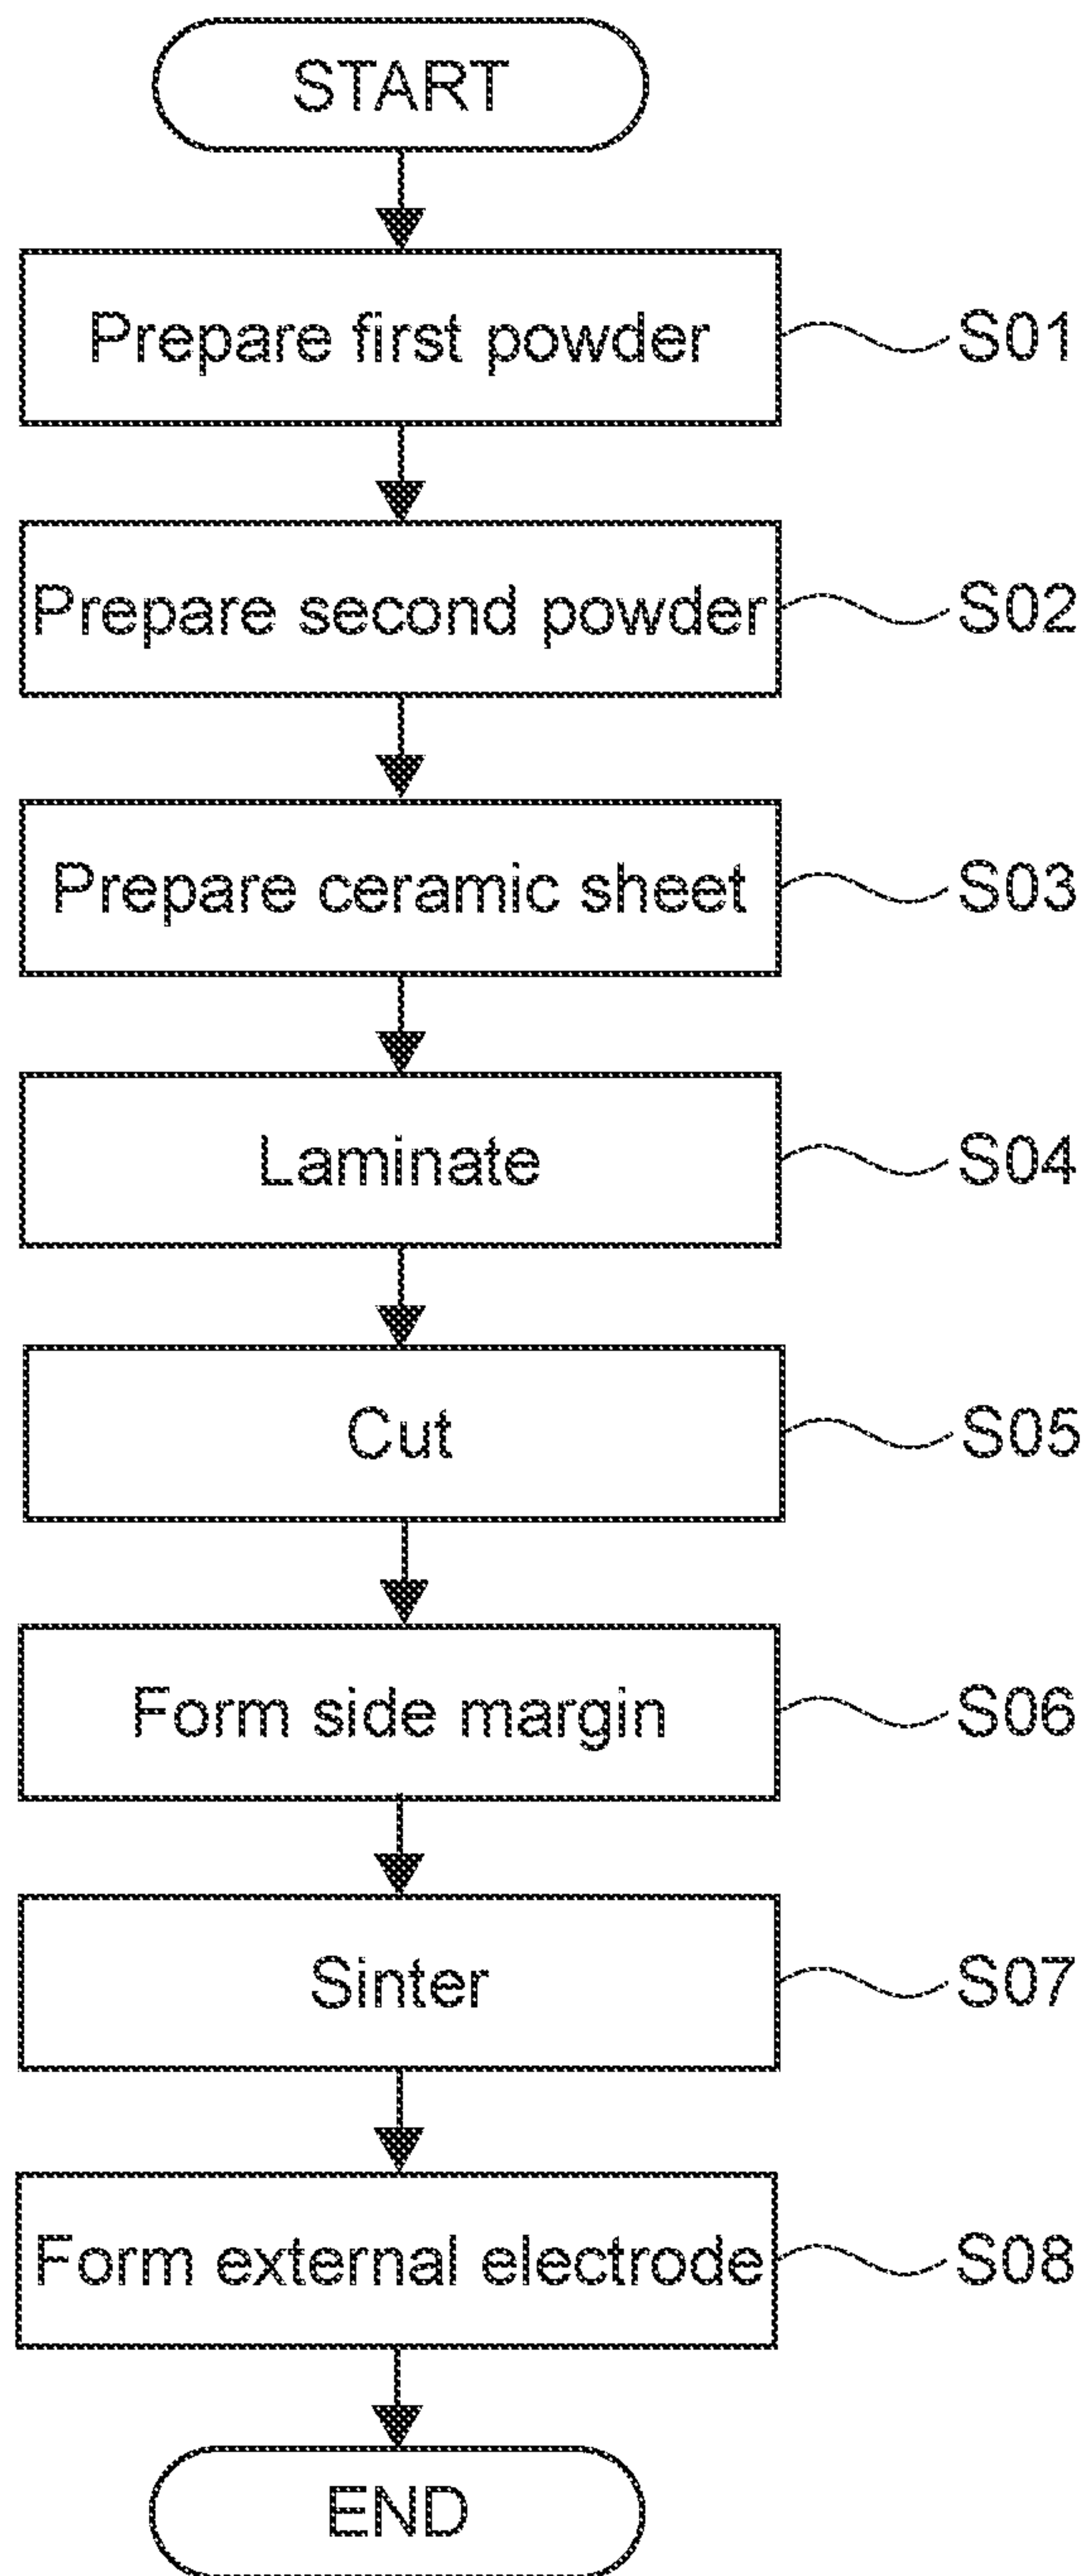 START
Prepare first powder
S01
Prepare second powder
S02
Prepare ceramic sheet
S03
Laminate
S04
Cut
S05
Form side margin
S06
Sinter
S07
Form external electrode
S08
END